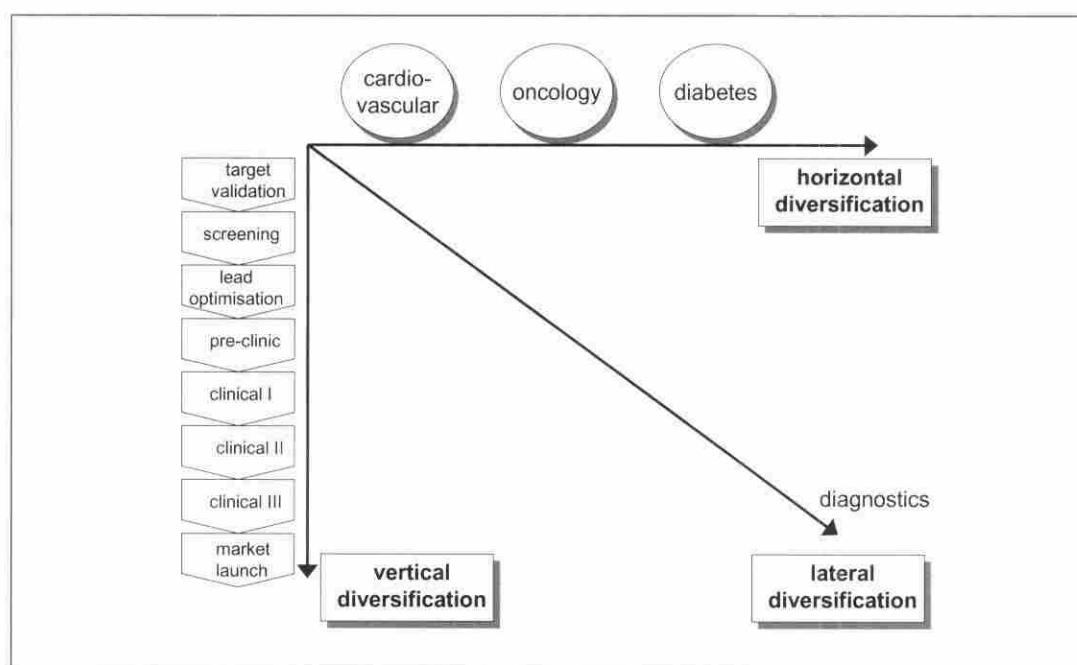 cardio-
vascular
oncology
diabetes
horizontal
diversification
target
validation
screening
lead
optimisation
pre-clinic
clinical I
clinical II
clinical III
market
launch
vertical
diversification
diagnostics
lateral
diversification